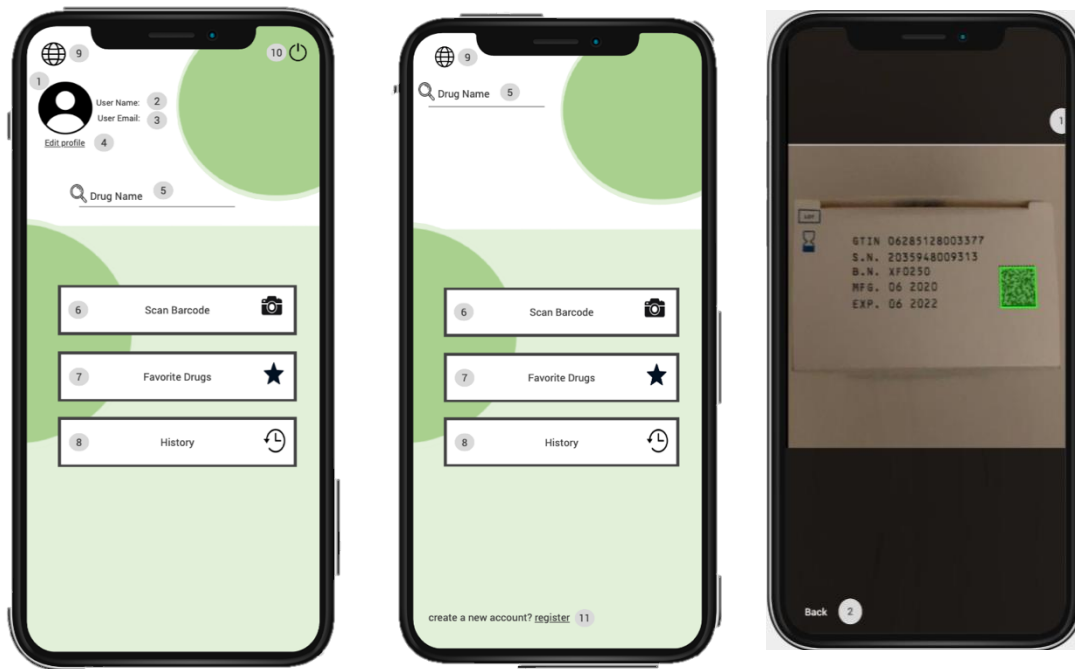 9
10
1
User Name: 2
User Email: 3
Edit profile 4
Drug Name 5
6 Scan Barcode
7 Favorite Drugs
8 History
9
Drug Name 5
6 Scan Barcode
7 Favorite Drugs
8 History
create a new account? register 11
1
LOT
GTIN 06285128003377
S.N. 2035948009313
B.N. XF0250
MFG. 06 2020
EXP. 06 2022
Back 2